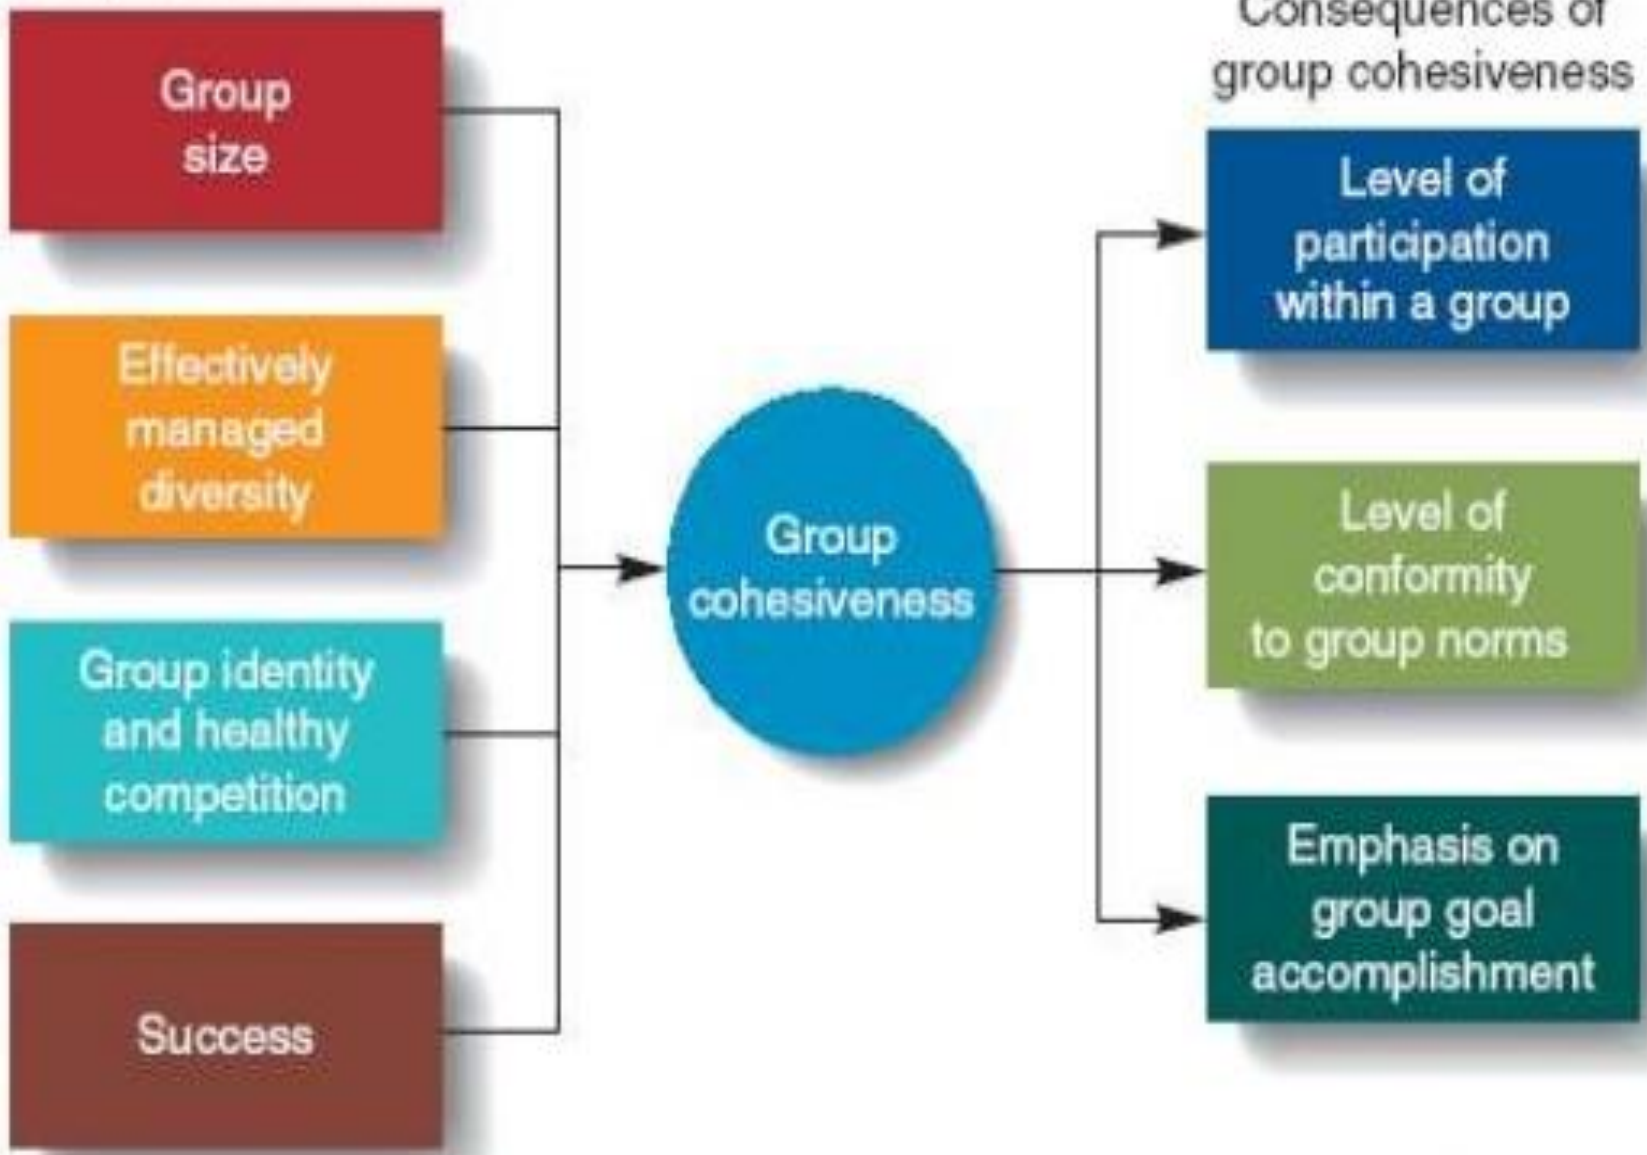 Group
size
Effectively
managed
diversity
Group identity
and healthy
competition
Success
Group
cohesiveness
Consequences of
group cohesiveness
Level of
participation
within a group
Level of
conformity
to group norms
Emphasis on
group goal
accomplishment